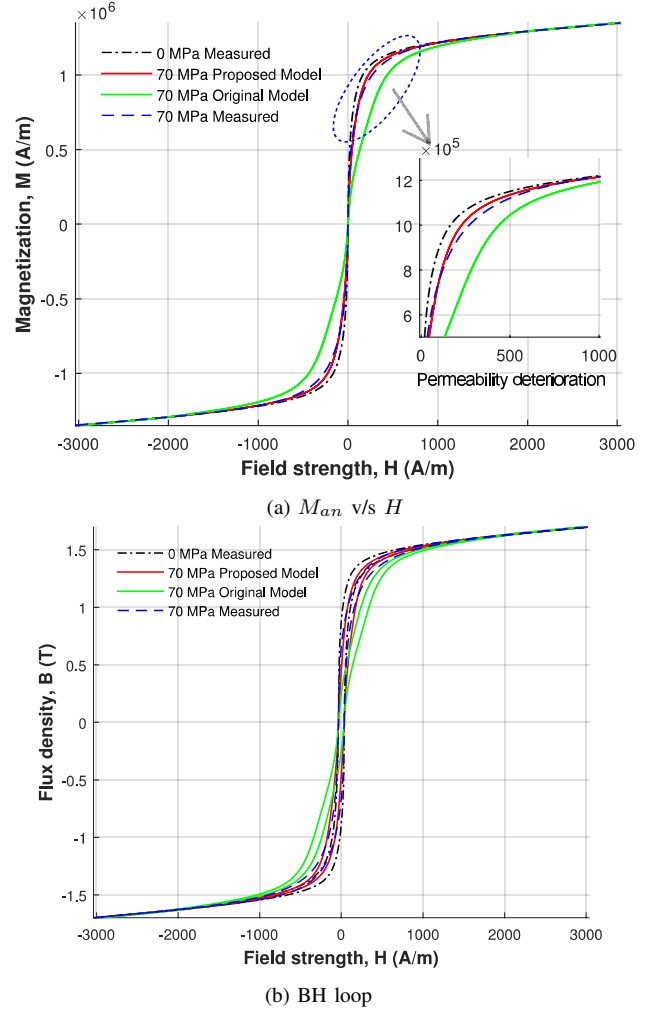 × 10^6
1
0.5
0
-0.5
-1
Magnetization, M (A/m)
0 MPa Measured
70 MPa Proposed Model
70 MPa Original Model
70 MPa Measured
× 10^5
12
10
8
6
0 500 1000
Permeability deterioration
-3000 -2000 -1000 0 1000 2000 3000
Field strength, H (A/m)
(a) M_{an} v/s H
1.5
1
0.5
0
-0.5
-1
-1.5
Flux density, B (T)
0 MPa Measured
70 MPa Proposed Model
70 MPa Original Model
70 MPa Measured
-3000 -2000 -1000 0 1000 2000 3000
Field strength, H (A/m)
(b) BH loop